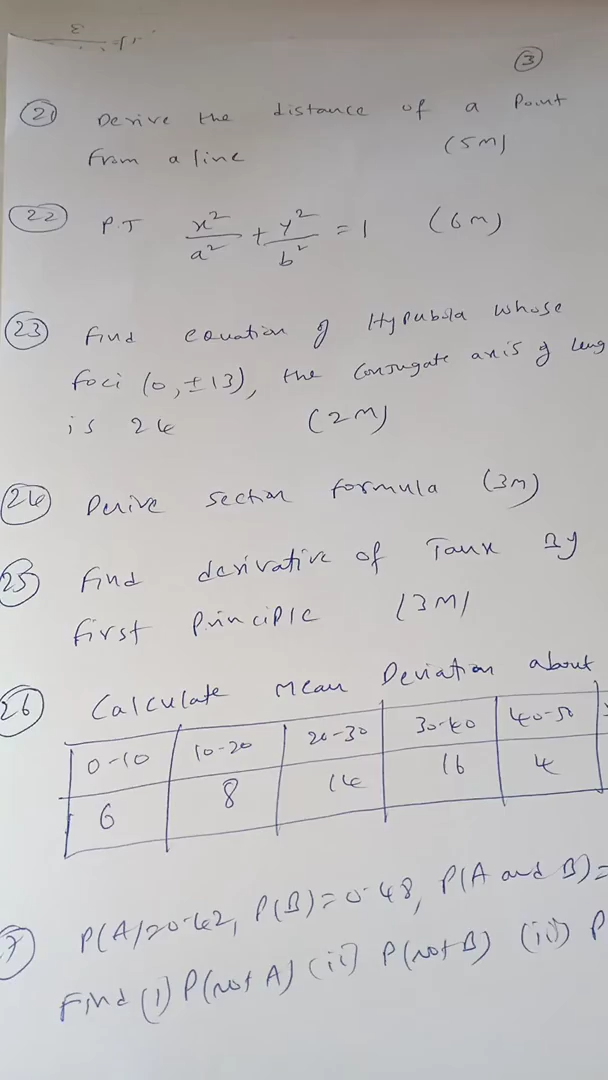 3
21 Derive the distance of a point
from a line (5M)
22 P.T x²/a² + y²/b² = 1 (6M)
23 Find equation of Hyperbola whose
foci (0, ±13), the conjugate axis of leng
is 24 (2M)
24 Derive section formula (3M)
25 Find derivative of Tanx By
first principle (3M)
26 Calculate Mean Deviation about
0-10 10-20 20-30 30-40 40-50
6 8 14 16 4
7 P(A)=0.42, P(B)=0.48, P(A and B)=
Find (i) P(not A) (ii) P(not B) (iii) P